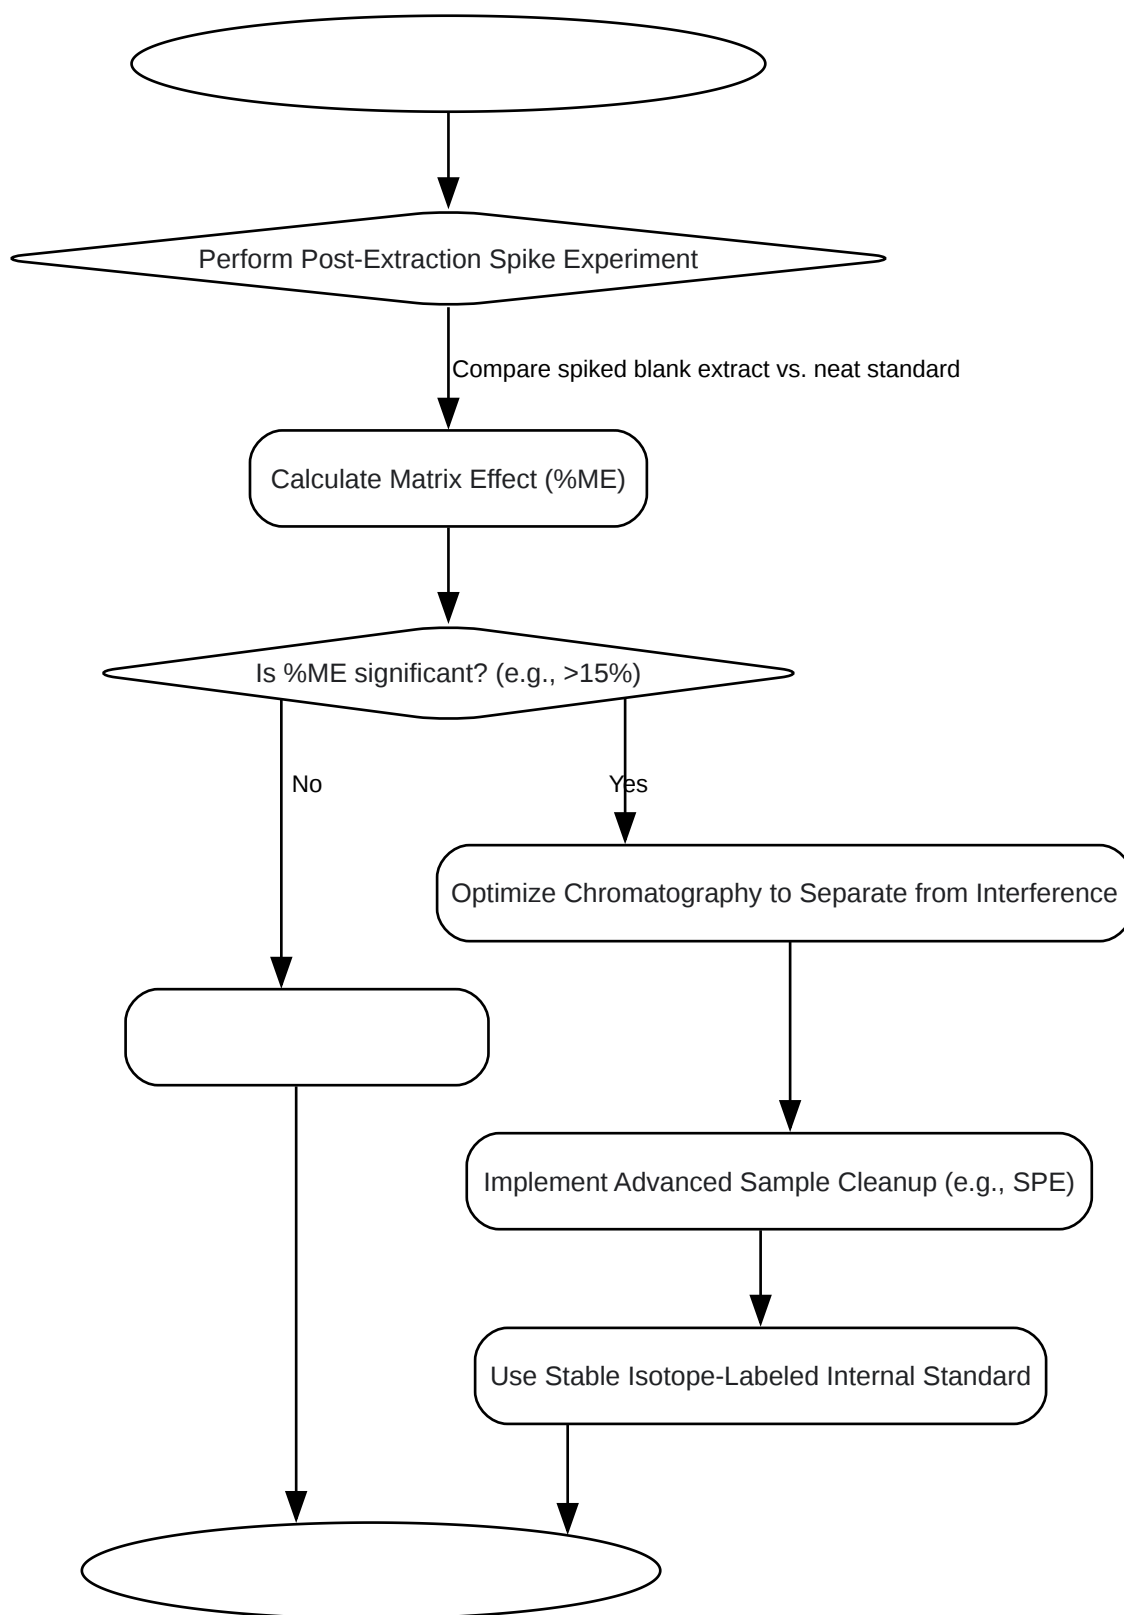 Perform Post-Extraction Spike Experiment
Compare spiked blank extract vs. neat standard
Calculate Matrix Effect (%ME)
Is %ME significant? (e.g., >15%)
No
Yes
Optimize Chromatography to Separate from Interference
Implement Advanced Sample Cleanup (e.g., SPE)
Use Stable Isotope-Labeled Internal Standard